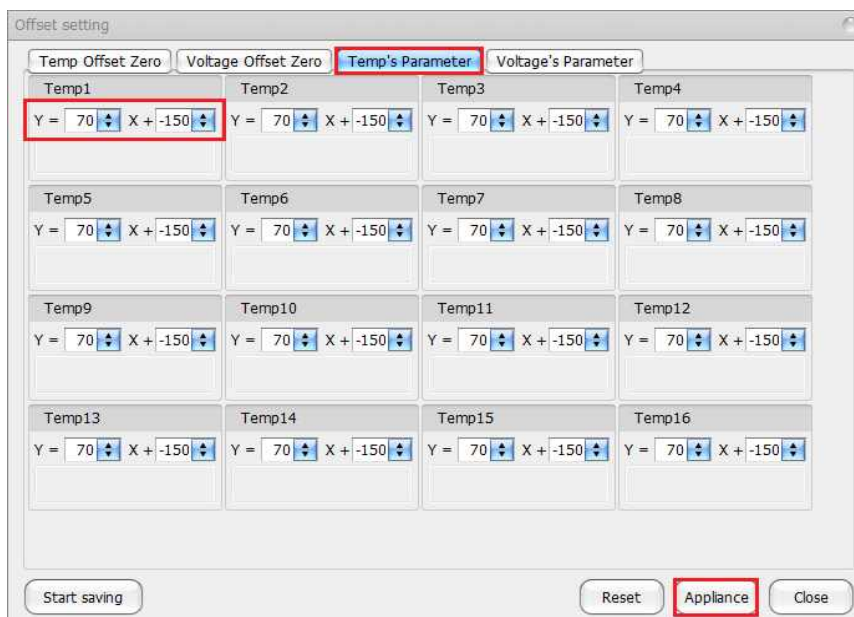 Offset setting
Temp Offset Zero Voltage Offset Zero Temp's Parameter Voltage's Parameter
Temp1 Temp2 Temp3 Temp4
Y = 70 X + -150 Y = 70 X + -150 Y = 70 X + -150 Y = 70 X + -150
Temp5 Temp6 Temp7 Temp8
Y = 70 X + -150 Y = 70 X + -150 Y = 70 X + -150 Y = 70 X + -150
Temp9 Temp10 Temp11 Temp12
Y = 70 X + -150 Y = 70 X + -150 Y = 70 X + -150 Y = 70 X + -150
Temp13 Temp14 Temp15 Temp16
Y = 70 X + -150 Y = 70 X + -150 Y = 70 X + -150 Y = 70 X + -150
Start saving Reset Appliance Close